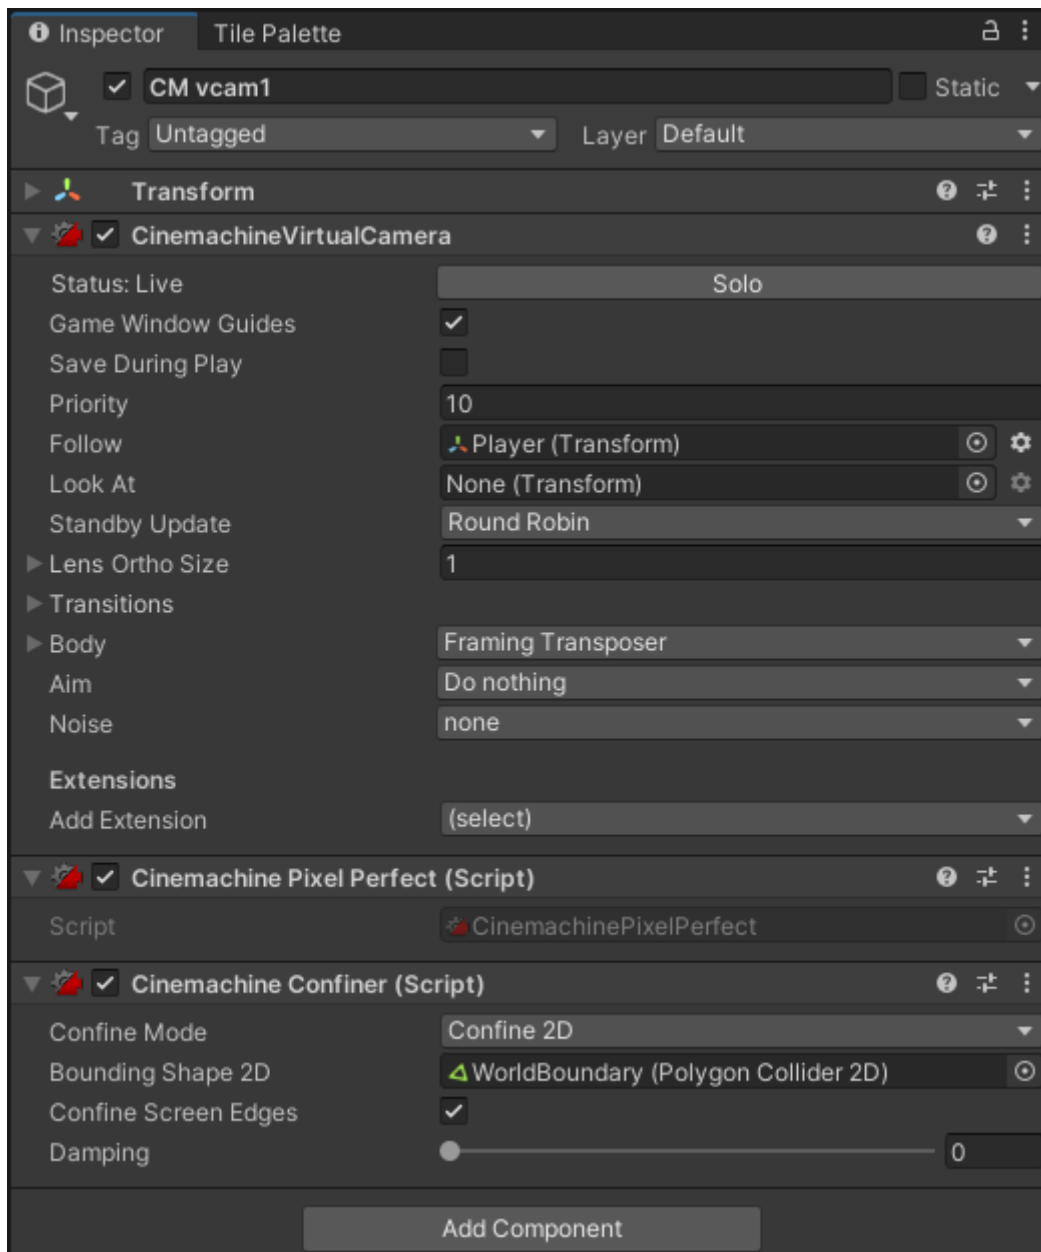 Inspector Tile Palette
CM vcam1 Static
Tag Untagged Layer Default
Transform
CinemachineVirtualCamera
Status: Live Solo
Game Window Guides
Save During Play
Priority 10
Follow Player (Transform)
Look At None (Transform)
Standby Update Round Robin
Lens Ortho Size 1
Transitions
Body Framing Transposer
Aim Do nothing
Noise none
Extensions
Add Extension (select)
Cinemachine Pixel Perfect (Script)
Script CinemachinePixelPerfect
Cinemachine Confiner (Script)
Confine Mode Confine 2D
Bounding Shape 2D WorldBoundary (Polygon Collider 2D)
Confine Screen Edges
Damping 0
Add Component